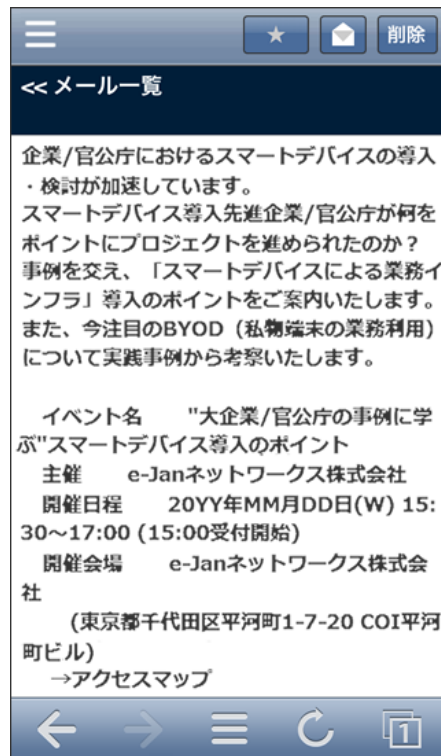 削除
<< メール一覧
企業/官公庁におけるスマートデバイスの導入
・検討が加速しています。
スマートデバイス導入先進企業/官公庁が何を
ポイントにプロジェクトを進められたのか？
事例を交え、「スマートデバイスによる業務イ
ンフラ」導入のポイントをご案内いたします。
また、今注目のBYOD（私物端末の業務利用）
について実践事例から考察いたします。
イベント名　　"大企業/官公庁の事例に学
ぶ"スマートデバイス導入のポイント
主催　　e-Janネットワークス株式会社
開催日程　　20YY年MM月DD日(W) 15:
30～17:00 (15:00受付開始)
開催会場　　e-Janネットワークス株式会
社
(東京都千代田区平河町1-7-20 COI平河
町ビル)
→アクセスマップ
1